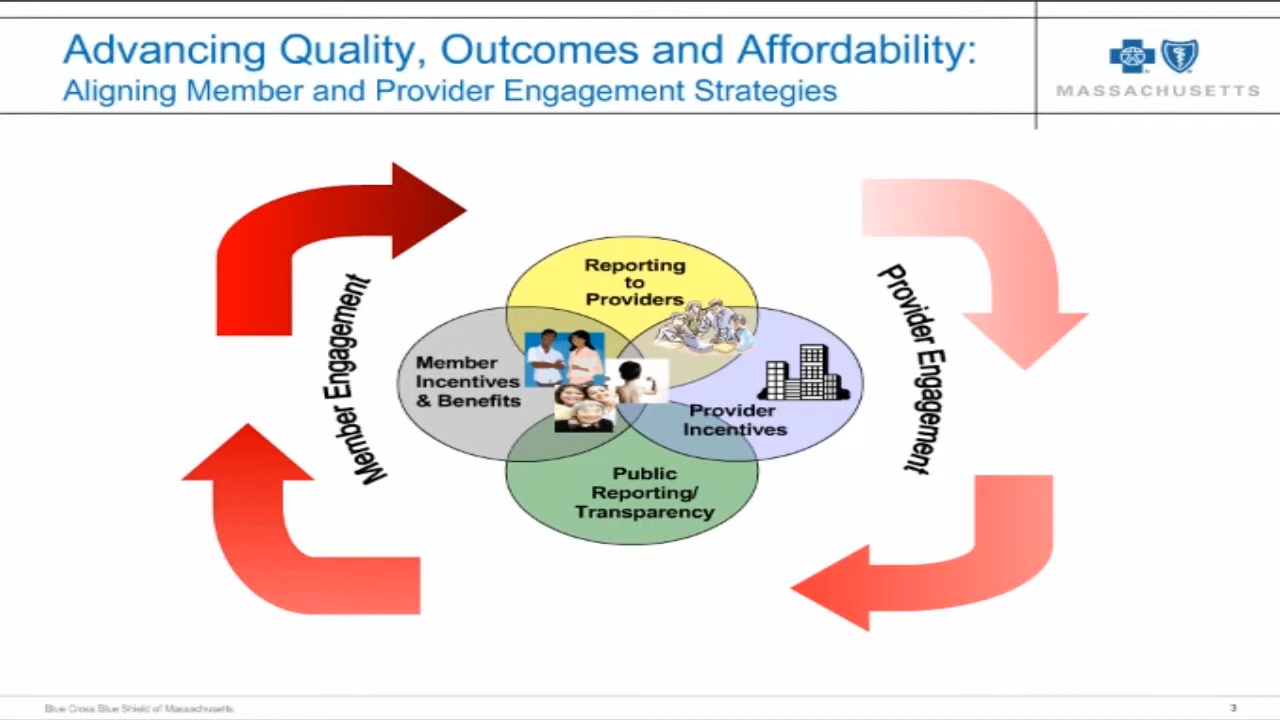 Advancing Quality, Outcomes and Affordability:
Aligning Member and Provider Engagement Strategies
MASSACHUSETTS
Member Engagement
Reporting
to
Providers
Member
Incentives
& Benefits
Provider
Incentives
Public
Reporting/
Transparency
Provider Engagement
Blue Cross Blue Shield of Massachusetts
3